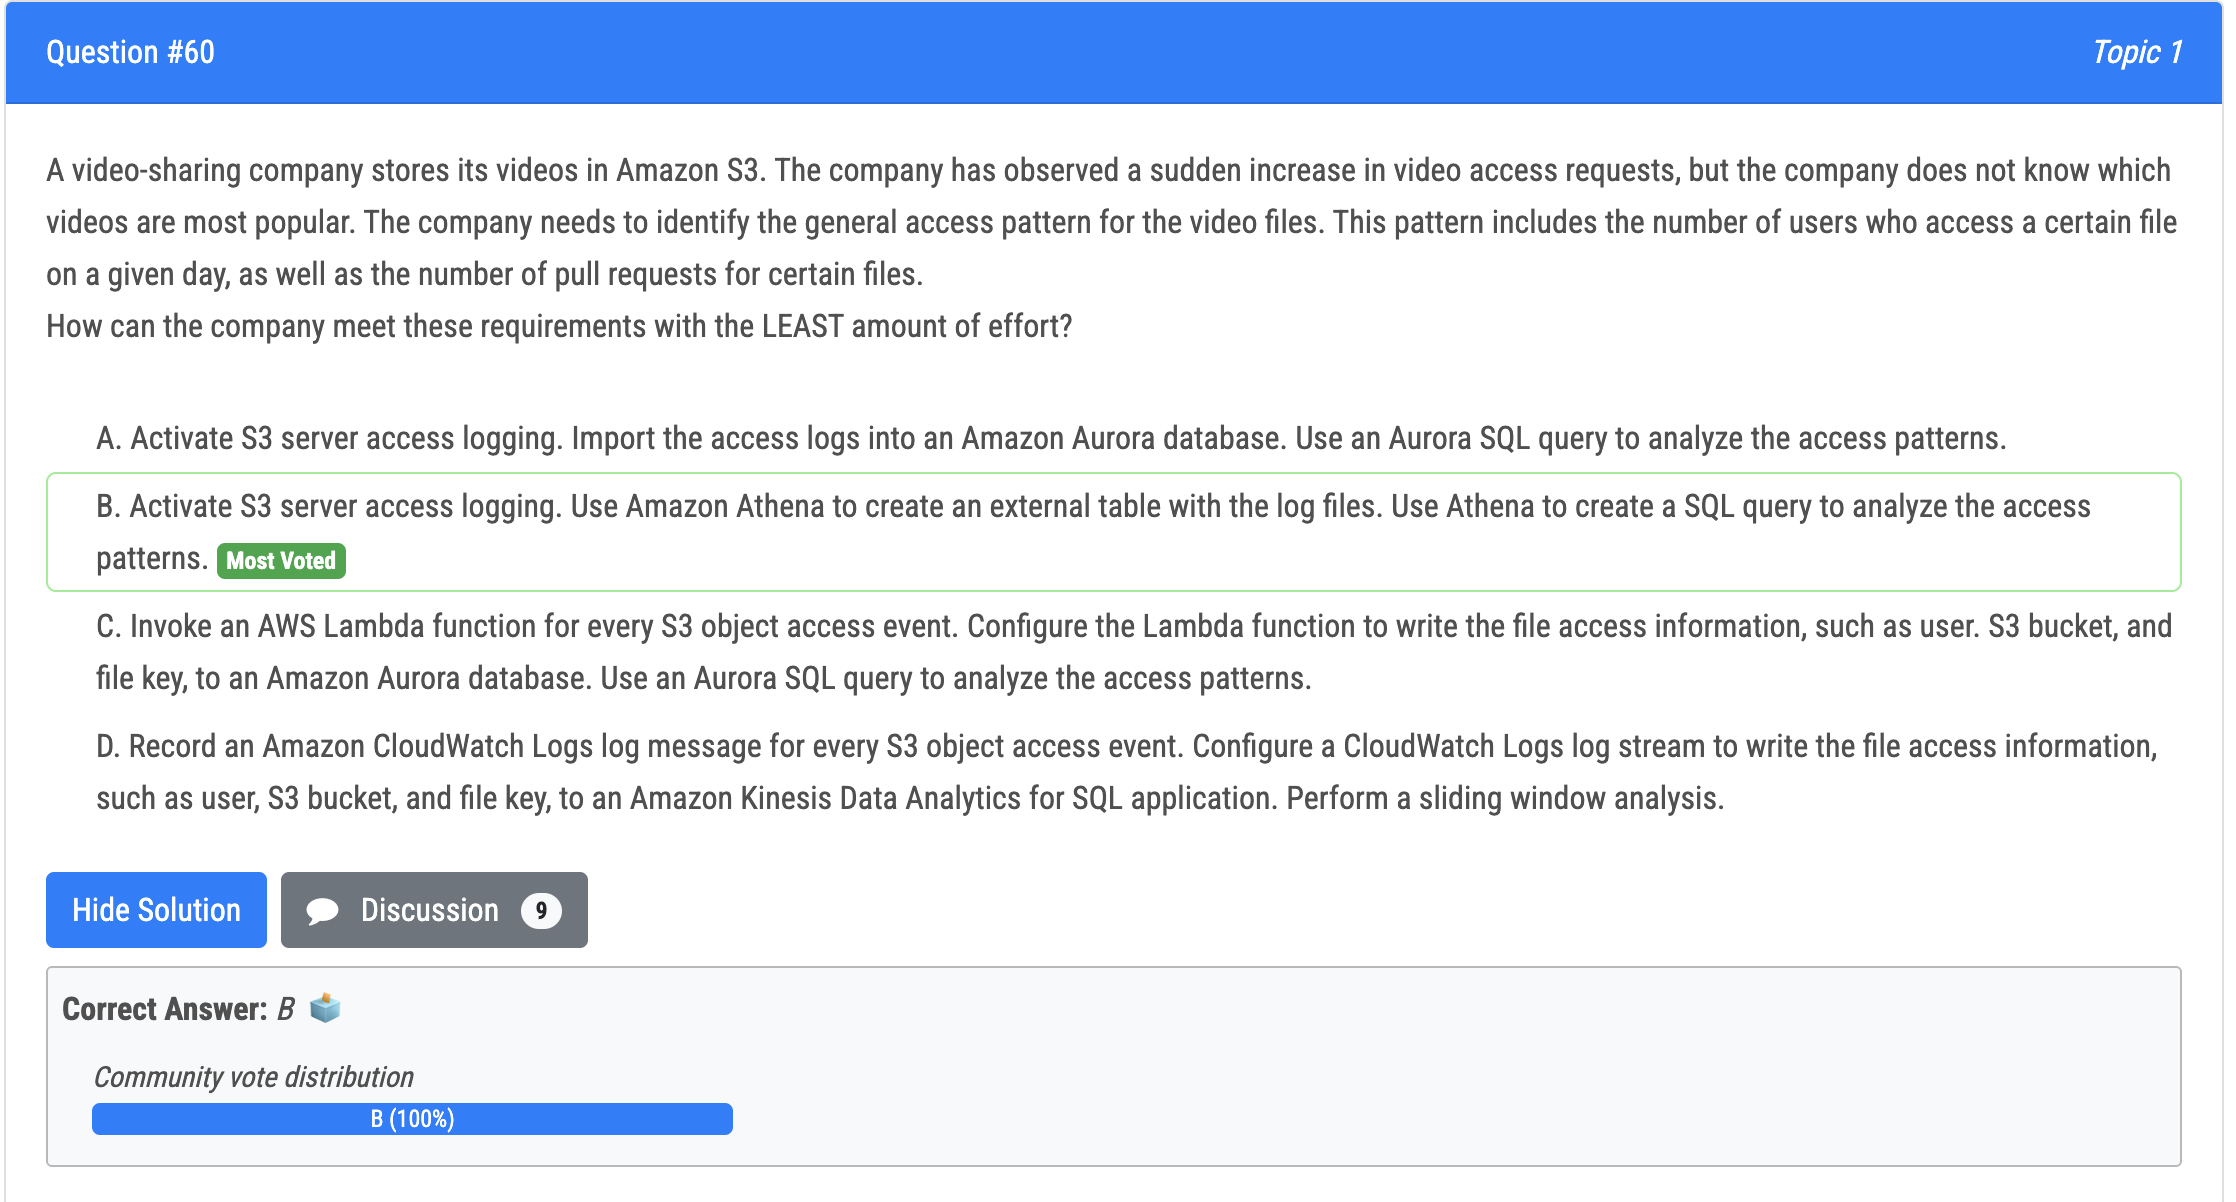 Question #60
Topic 1
A video-sharing company stores its videos in Amazon S3. The company has observed a sudden increase in video access requests, but the company does not know which
videos are most popular. The company needs to identify the general access pattern for the video files. This pattern includes the number of users who access a certain file
on a given day, as well as the number of pull requests for certain files.
How can the company meet these requirements with the LEAST amount of effort?
A. Activate S3 server access logging. Import the access logs into an Amazon Aurora database. Use an Aurora SQL query to analyze the access patterns.
B. Activate S3 server access logging. Use Amazon Athena to create an external table with the log files. Use Athena to create a SQL query to analyze the access
patterns. Most Voted
C. Invoke an AWS Lambda function for every S3 object access event. Configure the Lambda function to write the file access information, such as user. S3 bucket, and
file key, to an Amazon Aurora database. Use an Aurora SQL query to analyze the access patterns.
D. Record an Amazon CloudWatch Logs log message for every S3 object access event. Configure a CloudWatch Logs log stream to write the file access information,
such as user, S3 bucket, and file key, to an Amazon Kinesis Data Analytics for SQL application. Perform a sliding window analysis.
Hide Solution
Discussion 9
Correct Answer: B
Community vote distribution
B (100%)